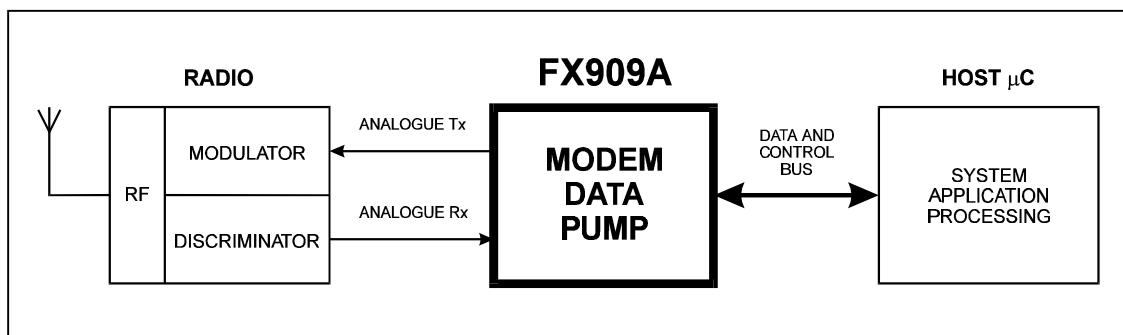 RADIO
RF
MODULATOR
DISCRIMINATOR
ANALOGUE Tx
ANALOGUE Rx
FX909A
MODEM
DATA
PUMP
DATA AND
CONTROL
BUS
HOST μC
SYSTEM
APPLICATION
PROCESSING